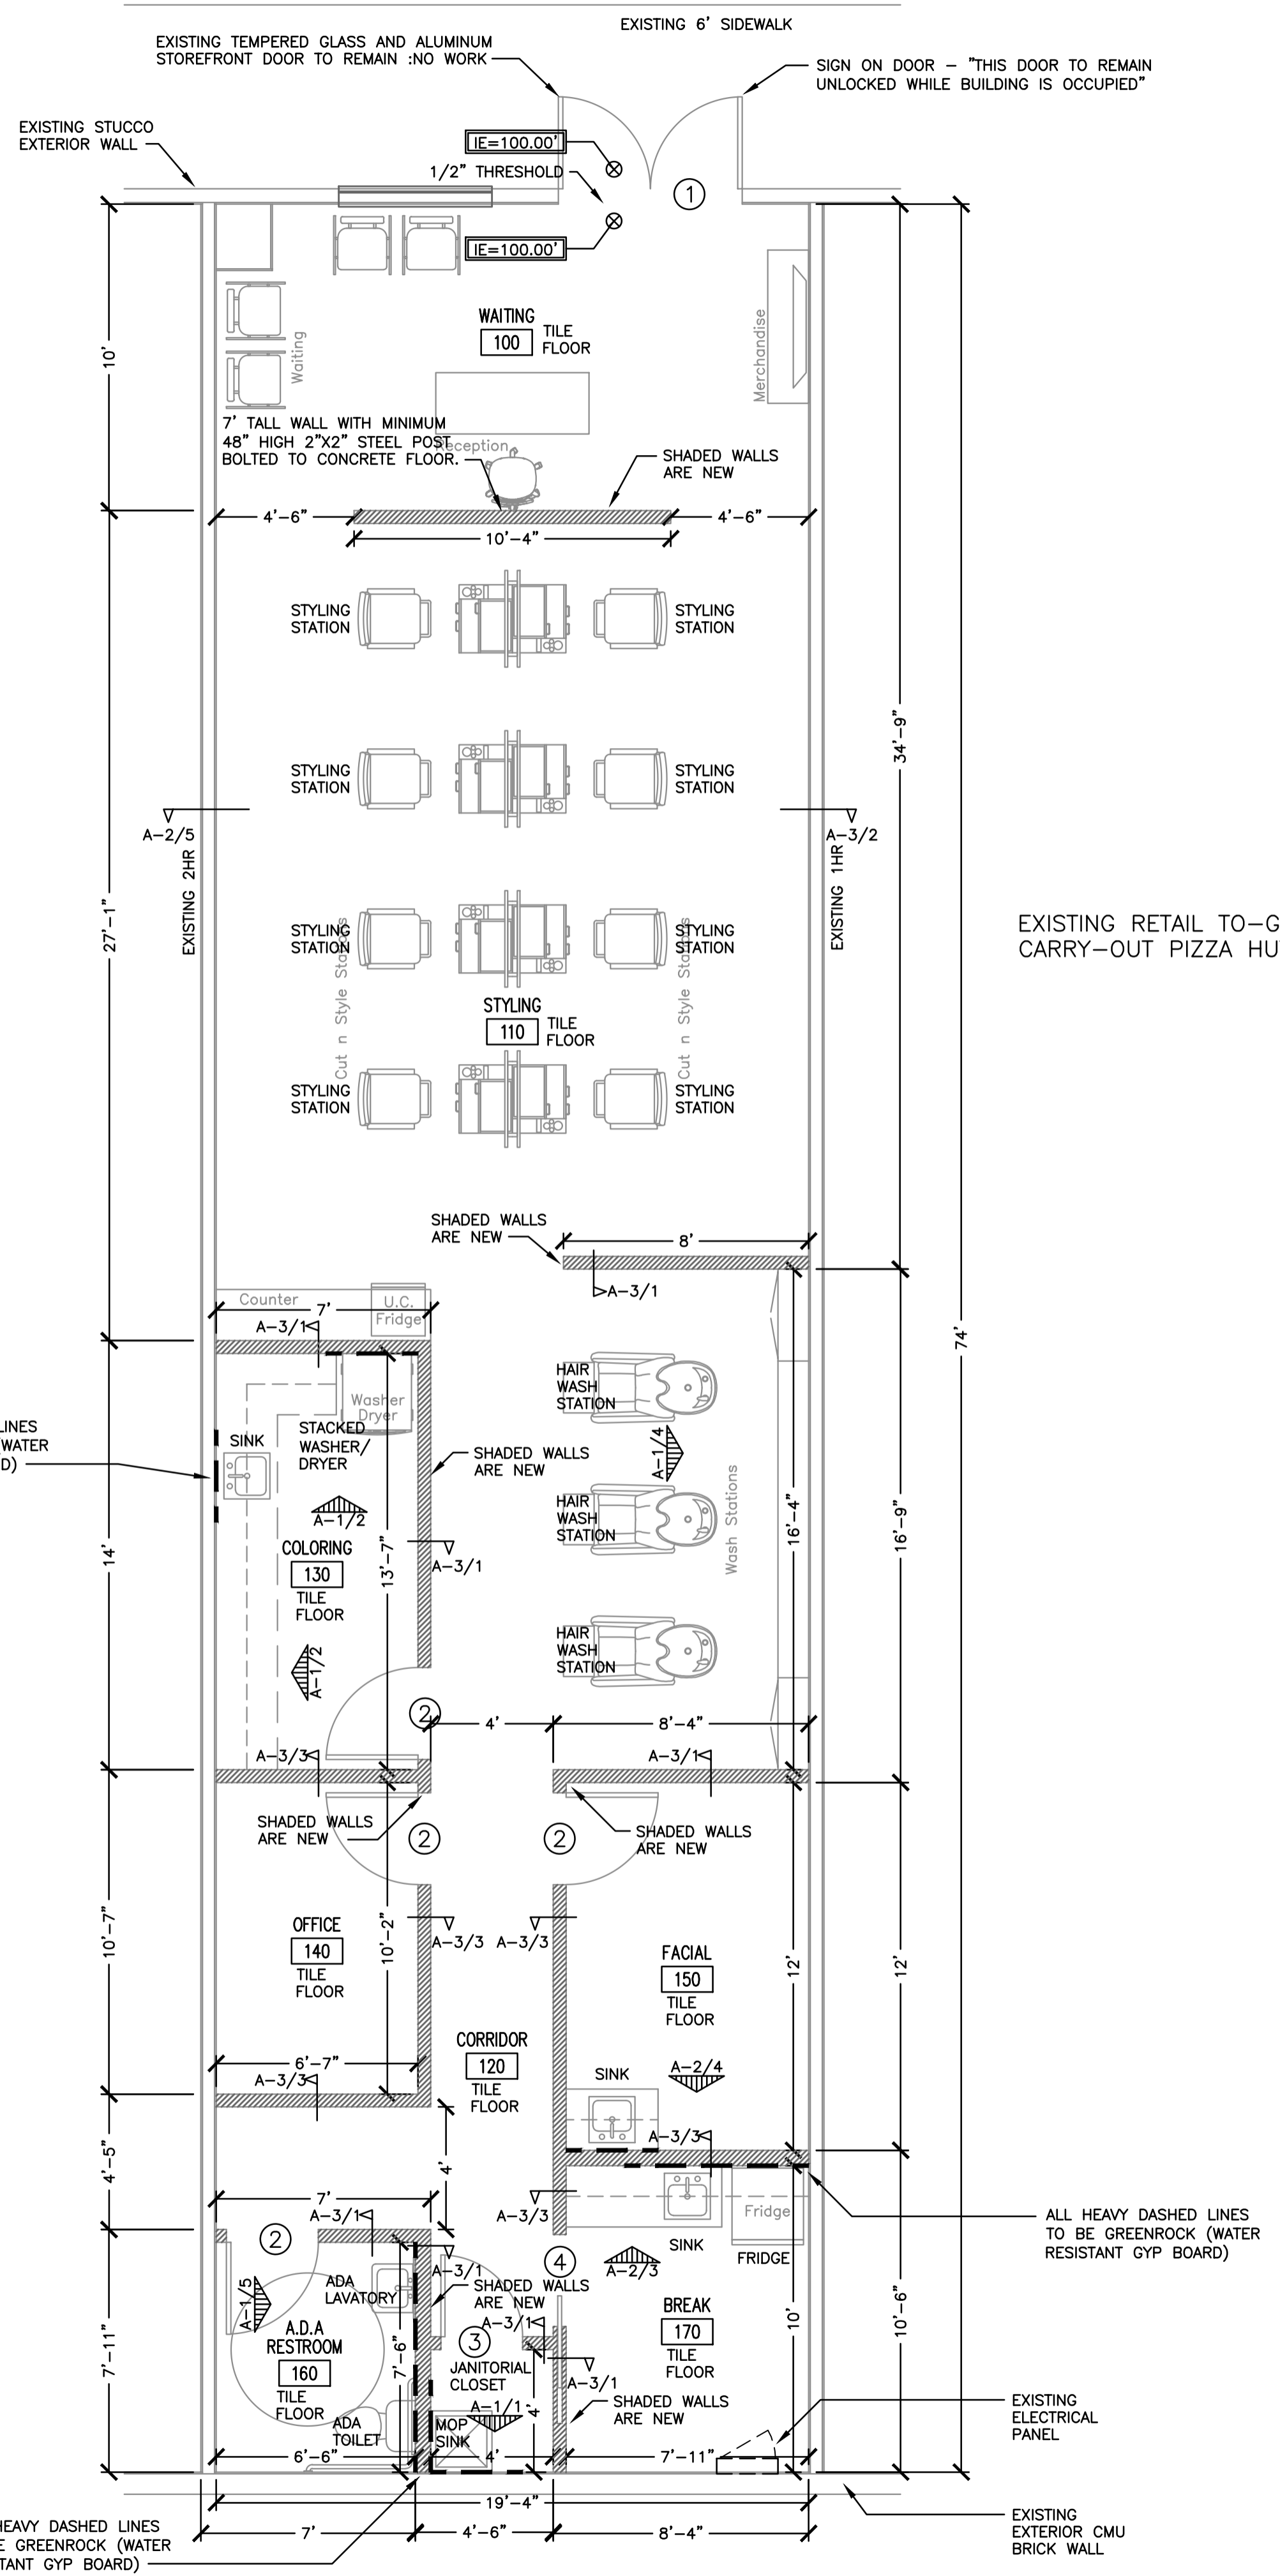 EXISTING 6' SIDEWALK
EXISTING TEMPERED GLASS AND ALUMINUM
STOREFRONT DOOR TO REMAIN :NO WORK
SIGN ON DOOR – "THIS DOOR TO REMAIN
UNLOCKED WHILE BUILDING IS OCCUPIED"
EXISTING STUCCO
EXTERIOR WALL
IE=100.00'
1/2" THRESHOLD
1
IE=100.00'
WAITING
100
TILE
FLOOR
Waiting
Merchandise
10'
7' TALL WALL WITH MINIMUM
48" HIGH 2"X2" STEEL POST
BOLTED TO CONCRETE FLOOR.
Reception
SHADED WALLS
ARE NEW
4'-6"
4'-6"
10'-4"
STYLING
STATION
STYLING
STATION
34'-9"
STYLING
STATION
STYLING
STATION
A-2/5
A-3/2
EXISTING 2HR
EXISTING 1HR
27'-1"
STYLING
STATION
STYLING
STATION
Cut n Style Stations
Cut n Style Stations
EXISTING RETAIL TO-G
CARRY-OUT PIZZA HU
STYLING
110
TILE
FLOOR
STYLING
STATION
STYLING
STATION
SHADED WALLS
ARE NEW
8'
A-3/1
Counter
U.C.
Fridge
7'
A-3/1
74'
Washer
Dryer
STACKED
WASHER/
DRYER
HAIR
WASH
STATION
LINES
WATER
D)
SINK
SHADED WALLS
ARE NEW
A-1/4
Wash Stations
HAIR
WASH
STATION
A-1/2
COLORING
130
TILE
FLOOR
14'
13'-7"
A-3/1
16'-4"
16'-9"
A-1/2
HAIR
WASH
STATION
2
4'
8'-4"
A-3/3
A-3/1
SHADED WALLS
ARE NEW
2
2
SHADED WALLS
ARE NEW
OFFICE
140
TILE
FLOOR
10'-7"
10'-2"
A-3/3
A-3/3
FACIAL
150
TILE
FLOOR
12'
12'
CORRIDOR
120
TILE
FLOOR
6'-7"
A-3/3
SINK
A-2/4
A-3/3
4'-5"
4'
7'
A-3/1
A-3/3
Fridge
SINK
FRIDGE
ALL HEAVY DASHED LINES
TO BE GREENROCK (WATER
RESISTANT GYP BOARD)
2
A-3/1
4
A-2/3
SHADED WALLS
ARE NEW
ADA
LAVATORY
A-1/5
A.D.A
RESTROOM
160
TILE
FLOOR
7'-11"
7'-6"
A-3/1
3
JANITORIAL
CLOSET
BREAK
170
TILE
FLOOR
10'
10'-6"
A-3/1
SHADED WALLS
ARE NEW
A-1/1
4'
ADA
TOILET
MOP
SINK
EXISTING
ELECTRICAL
PANEL
6'-6"
4'
7'-11"
19'-4"
7'
4'-6"
8'-4"
EXISTING
EXTERIOR CMU
BRICK WALL
HEAVY DASHED LINES
E GREENROCK (WATER
TANT GYP BOARD)